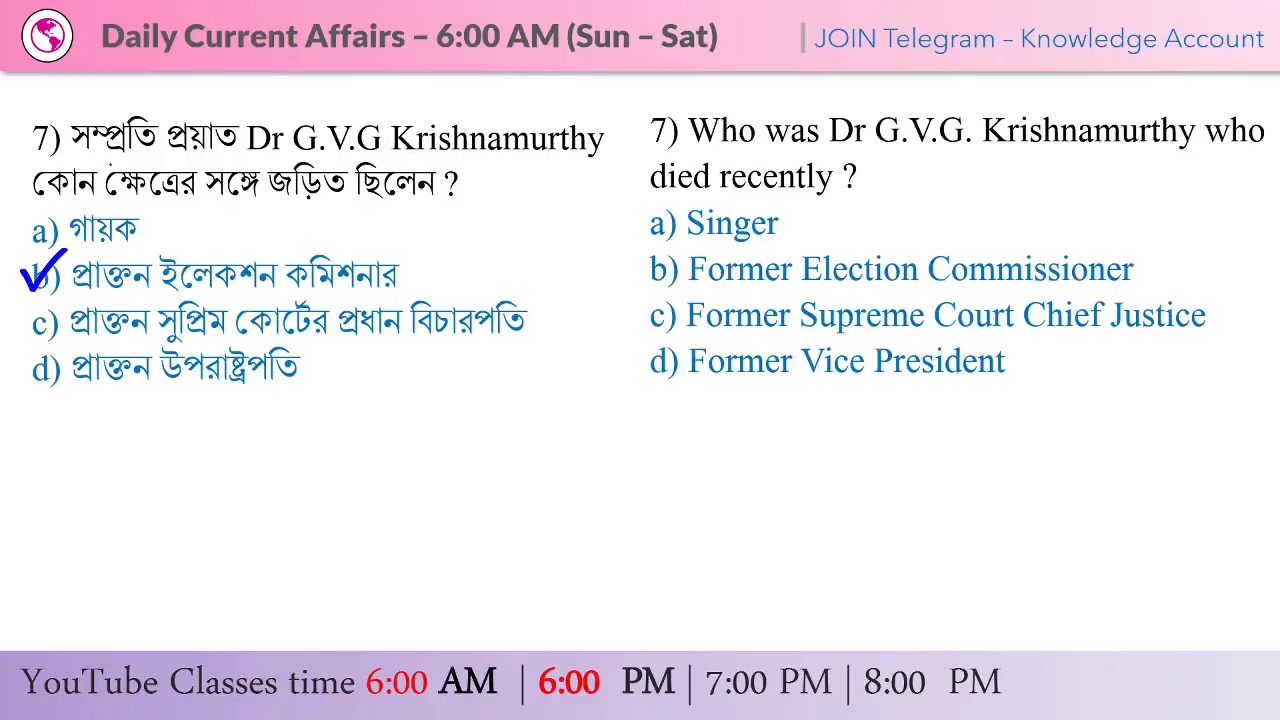 Daily Current Affairs – 6:00 AM (Sun – Sat)
JOIN Telegram – Knowledge Account
7) সম্প্রতি প্রয়াত Dr G.V.G Krishnamurthy
কোন ক্ষেত্রের সঙ্গে জড়িত ছিলেন ?
a) গায়ক
b) প্রাক্তন ইলেকশন কমিশনার
c) প্রাক্তন সুপ্রিম কোর্টের প্রধান বিচারপতি
d) প্রাক্তন উপরাষ্ট্রপতি
7) Who was Dr G.V.G. Krishnamurthy who
died recently ?
a) Singer
b) Former Election Commissioner
c) Former Supreme Court Chief Justice
d) Former Vice President
YouTube Classes time 6:00 AM | 6:00 PM | 7:00 PM | 8:00 PM